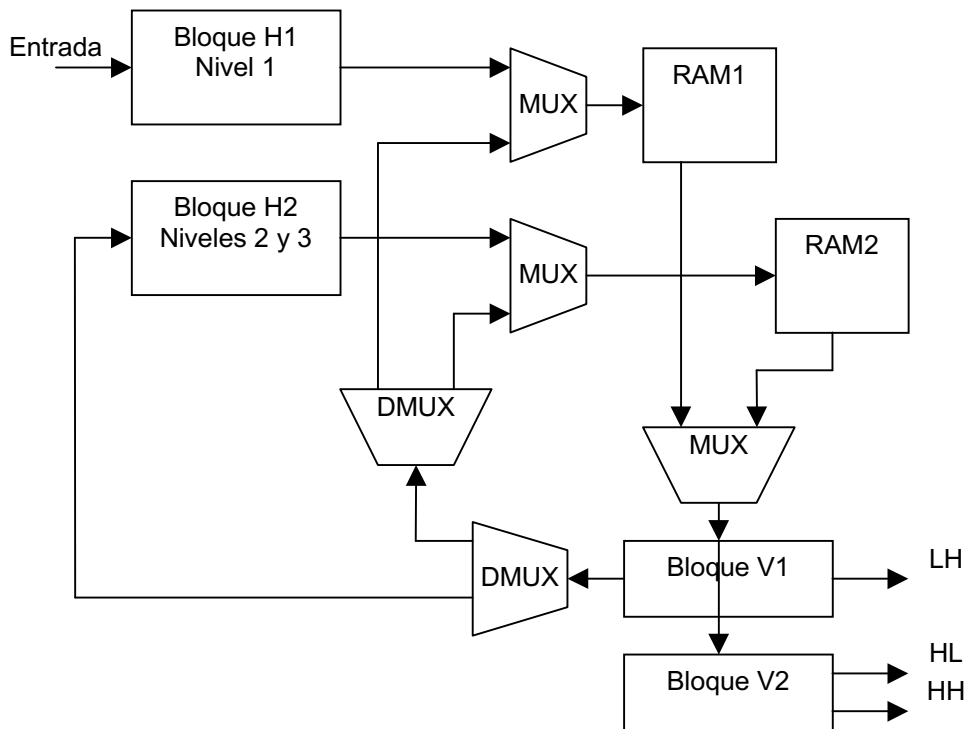 Entrada
Bloque H1
Nivel 1
MUX
RAM1
Bloque H2
Niveles 2 y 3
MUX
RAM2
DMUX
MUX
DMUX
Bloque V1
LH
Bloque V2
HL
HH